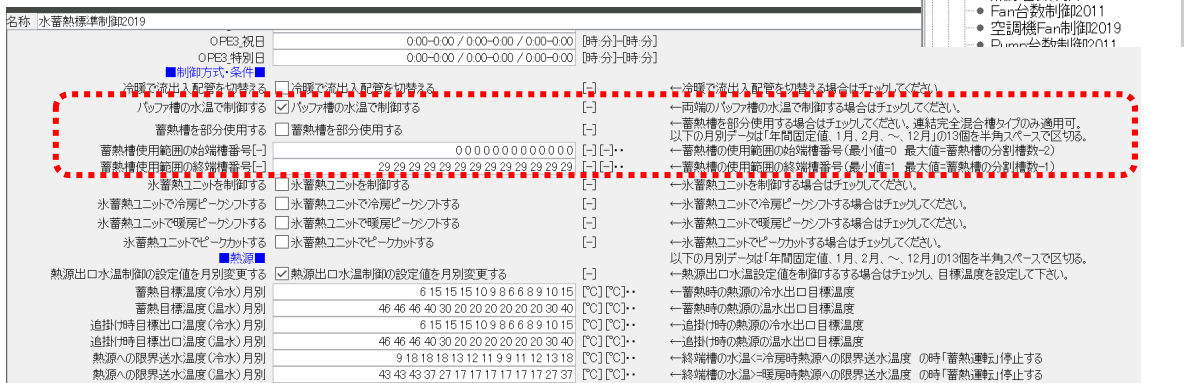 Fan台数制御2011
空調機Fan制御2019
Pump台数制御2011
名称 水蓄熱標準制御2019
OPE3_祝日 0:00-0:00 / 0:00-0:00 / 0:00-0:00 [時:分]-[時:分]
OPE3_特別日 0:00-0:00 / 0:00-0:00 / 0:00-0:00 [時:分]-[時:分]
■制御方式・条件■
冷暖で流出入配管を切替える 冷暖で流出入配管を切替える [-] ←冷暖で流出入配管を切替える場合はチェックしてください
バッファ槽の水温で制御する バッファ槽の水温で制御する [-] ←両端のバッファ槽の水温で制御する場合はチェックしてください。
蓄熱槽を部分使用する 蓄熱槽を部分使用する [-] ←蓄熱槽を部分使用する場合はチェックしてください。連結完全混合槽タイプのみ適用可。
以下の月別データは「年間固定値、1月、2月、～、12月」の13個を半角スペースで区切る。
蓄熱槽使用範囲の始端槽番号[-] 0 0 0 0 0 0 0 0 0 0 0 0 0 [-] [-]・・ ←蓄熱槽の使用範囲の始端槽番号(最小値=0 最大値=蓄熱槽の分割槽数-2)
蓄熱槽使用範囲の終端槽番号[-] 29 29 29 29 29 29 29 29 29 29 29 29 29 [-] [-]・・ ←蓄熱槽の使用範囲の終端槽番号(最小値=1 最大値=蓄熱槽の分割槽数-1)
氷蓄熱ユニットを制御する 氷蓄熱ユニットを制御する [-] ←氷蓄熱ユニットを制御する場合はチェックしてください。
氷蓄熱ユニットで冷房ピークシフトする 氷蓄熱ユニットで冷房ピークシフトする [-] ←氷蓄熱ユニットで冷房ピークシフトする場合はチェックしてください。
氷蓄熱ユニットで暖房ピークシフトする 氷蓄熱ユニットで暖房ピークシフトする [-] ←氷蓄熱ユニットで暖房ピークシフトする場合はチェックしてください。
氷蓄熱ユニットでピークカットする 氷蓄熱ユニットでピークカットする [-] ←氷蓄熱ユニットでピークカットする場合はチェックしてください。
■熱源■ 以下の月別データは「年間固定値、1月、2月、～、12月」の13個を半角スペースで区切る。
熱源出口水温制御の設定値を月別変更する 熱源出口水温制御の設定値を月別変更する [-] ←熱源出口水温設定値を制御するする場合はチェックし、目標温度を設定して下さい。
蓄熱目標温度(冷水)月別 6 15 15 15 10 9 8 6 6 8 9 10 15 [℃] [℃]・・ ←蓄熱時の熱源の冷水出口目標温度
蓄熱目標温度(温水)月別 46 46 46 40 30 20 20 20 20 20 20 30 40 [℃] [℃]・・ ←蓄熱時の熱源の温水出口目標温度
追掛け時目標出口温度(冷水)月別 6 15 15 15 10 9 8 6 6 8 9 10 15 [℃] [℃]・・ ←追掛け時の熱源の冷水出口目標温度
追掛け時目標出口温度(温水)月別 46 46 46 40 30 20 20 20 20 20 20 30 40 [℃] [℃]・・ ←追掛け時の熱源の温水出口目標温度
熱源への限界送水温度(冷水)月別 9 18 18 18 13 12 11 9 9 11 12 13 18 [℃] [℃]・・ ←終端槽の水温<=冷房時熱源への限界送水温度 の時「蓄熱運転」停止する
熱源への限界送水温度(温水)月別 43 43 43 37 27 17 17 17 17 17 17 27 37 [℃] [℃]・・ ←終端槽の水温>=暖房時熱源への限界送水温度 の時「蓄熱運転」停止する